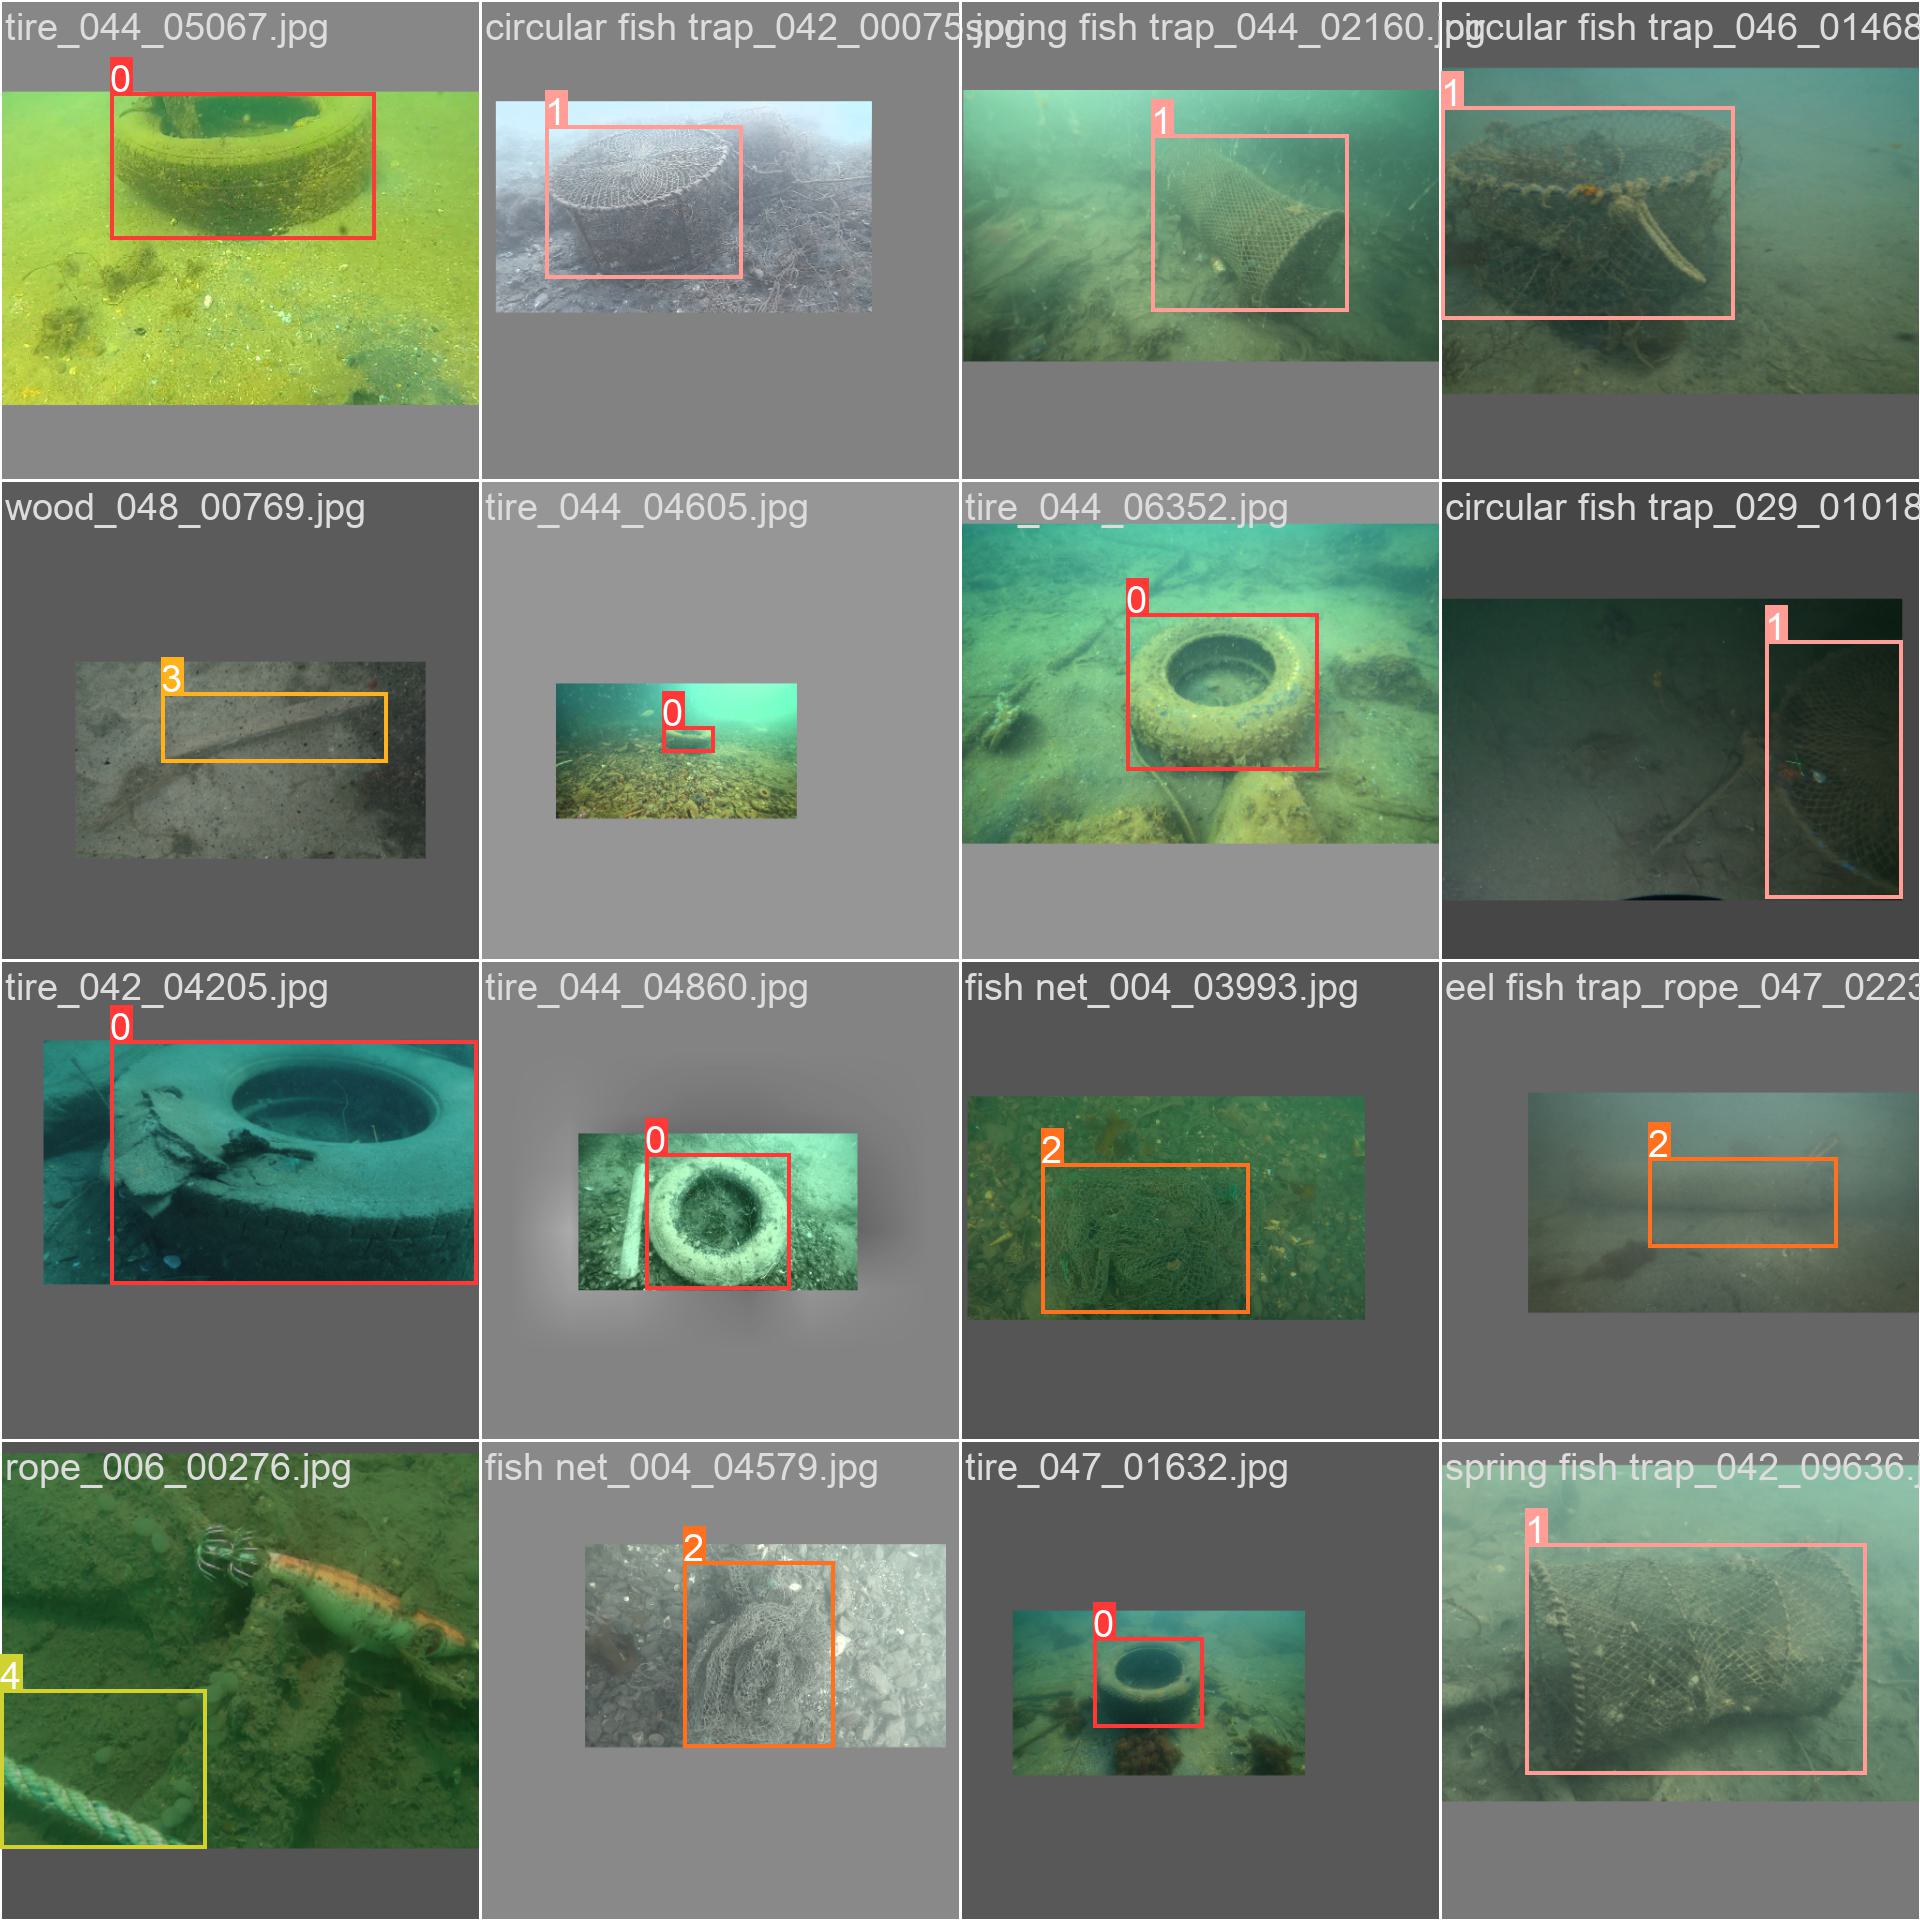 tire_044_05067.jpg
0
circular fish trap_042_00075.jpg
1
spring fish trap_044_02160.jpg
1
circular fish trap_046_01468
1
wood_048_00769.jpg
3
tire_044_04605.jpg
0
tire_044_06352.jpg
0
circular fish trap_029_01018
1
tire_042_04205.jpg
0
tire_044_04860.jpg
0
fish net_004_03993.jpg
2
eel fish trap_rope_047_0223
2
rope_006_00276.jpg
4
fish net_004_04579.jpg
2
tire_047_01632.jpg
0
spring fish trap_042_09636.j
1